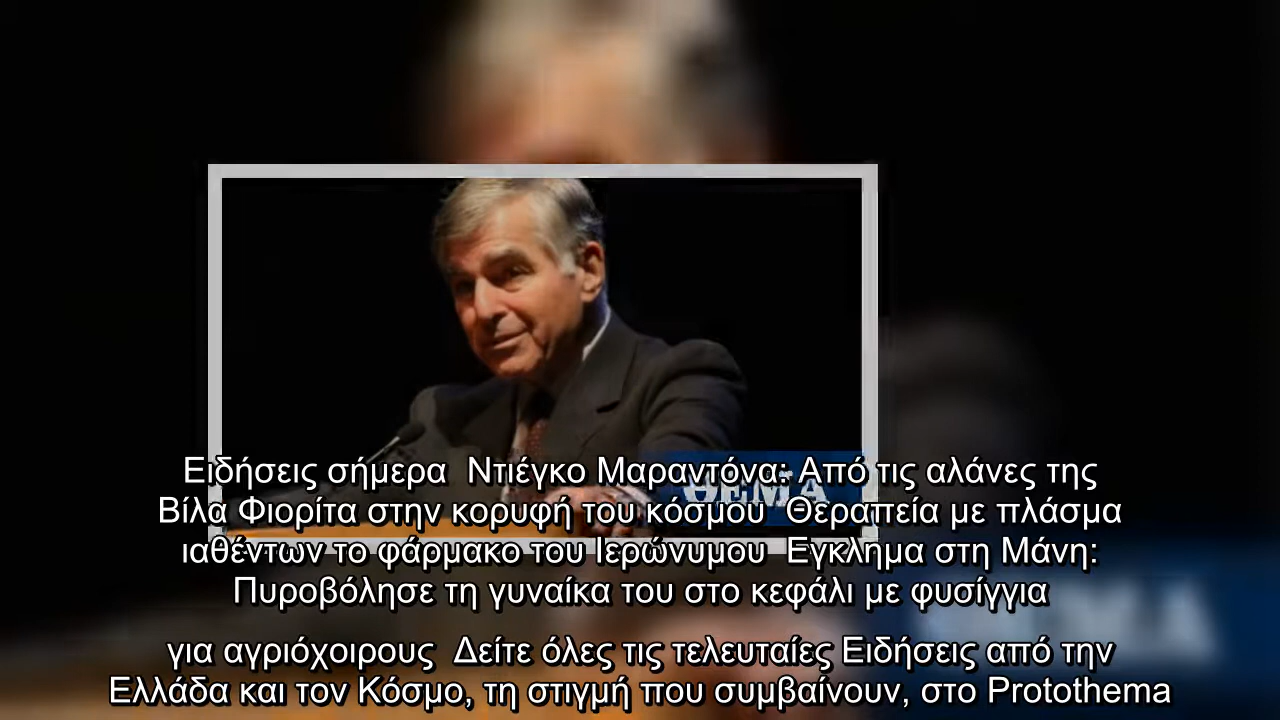 Ειδήσεις σήμερα  Ντιέγκο Μαραντόνα: Από τις αλάνες της
Βίλα Φιορίτα στην κορυφή του κόσμου  Θεραπεία με πλάσμα
ιαθέντων το φάρμακο του Ιερώνυμου  Εγκλημα στη Μάνη:
Πυροβόλησε τη γυναίκα του στο κεφάλι με φυσίγγια
για αγριόχοιρους  Δείτε όλες τις τελευταίες Ειδήσεις από την
Ελλάδα και τον Κόσμο, τη στιγμή που συμβαίνουν, στο Protothema
ΘΕΜΑ